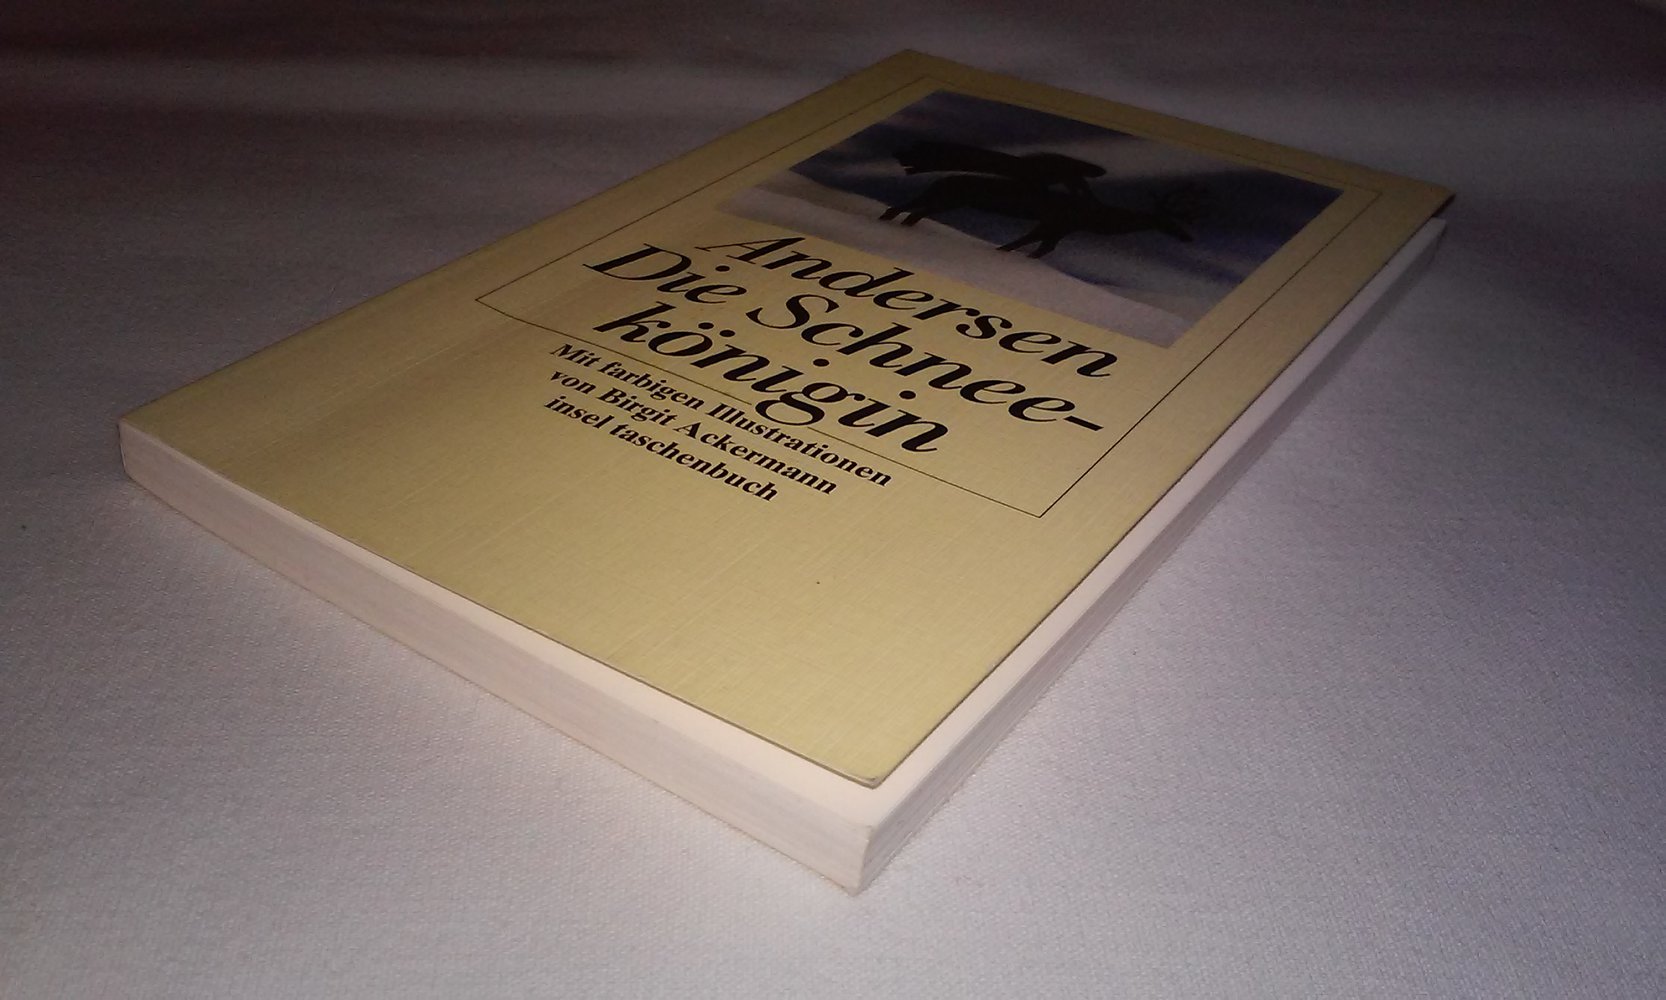 Andersen
Die Schnee-
königin
Mit farbigen Illustrationen
von Birgit Ackermann
insel taschenbuch